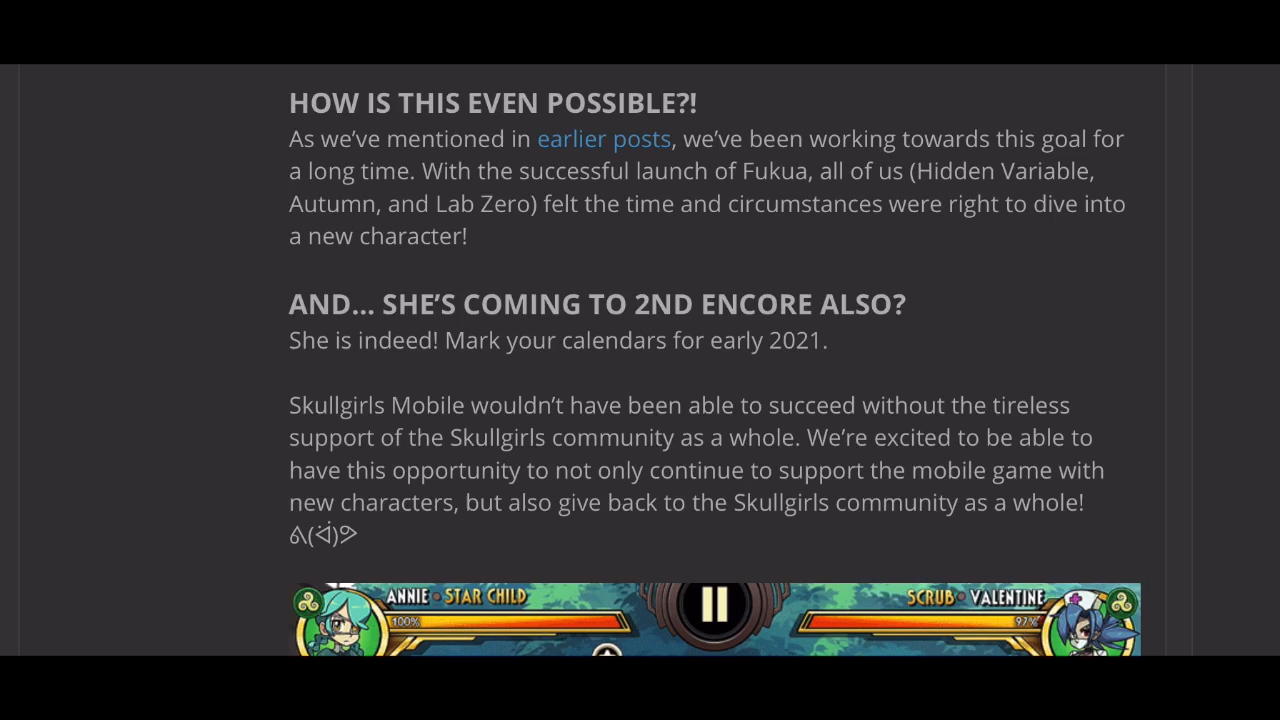 HOW IS THIS EVEN POSSIBLE?!
As we’ve mentioned in earlier posts, we’ve been working towards this goal for
a long time. With the successful launch of Fukua, all of us (Hidden Variable,
Autumn, and Lab Zero) felt the time and circumstances were right to dive into
a new character!
AND… SHE’S COMING TO 2ND ENCORE ALSO?
She is indeed! Mark your calendars for early 2021.
Skullgirls Mobile wouldn’t have been able to succeed without the tireless
support of the Skullgirls community as a whole. We’re excited to be able to
have this opportunity to not only continue to support the mobile game with
new characters, but also give back to the Skullgirls community as a whole!
ANNIE • STAR CHILD
SCRUB • VALENTINE
100%
97%